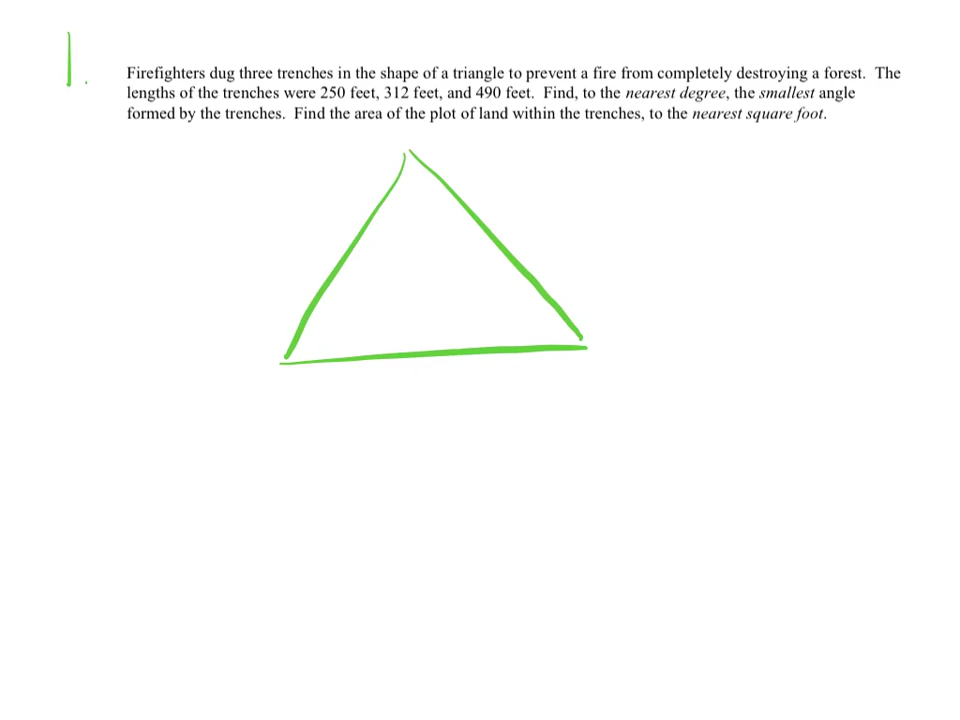 1.
Firefighters dug three trenches in the shape of a triangle to prevent a fire from completely destroying a forest.  The
lengths of the trenches were 250 feet, 312 feet, and 490 feet.  Find, to the nearest degree, the smallest angle
formed by the trenches.  Find the area of the plot of land within the trenches, to the nearest square foot.